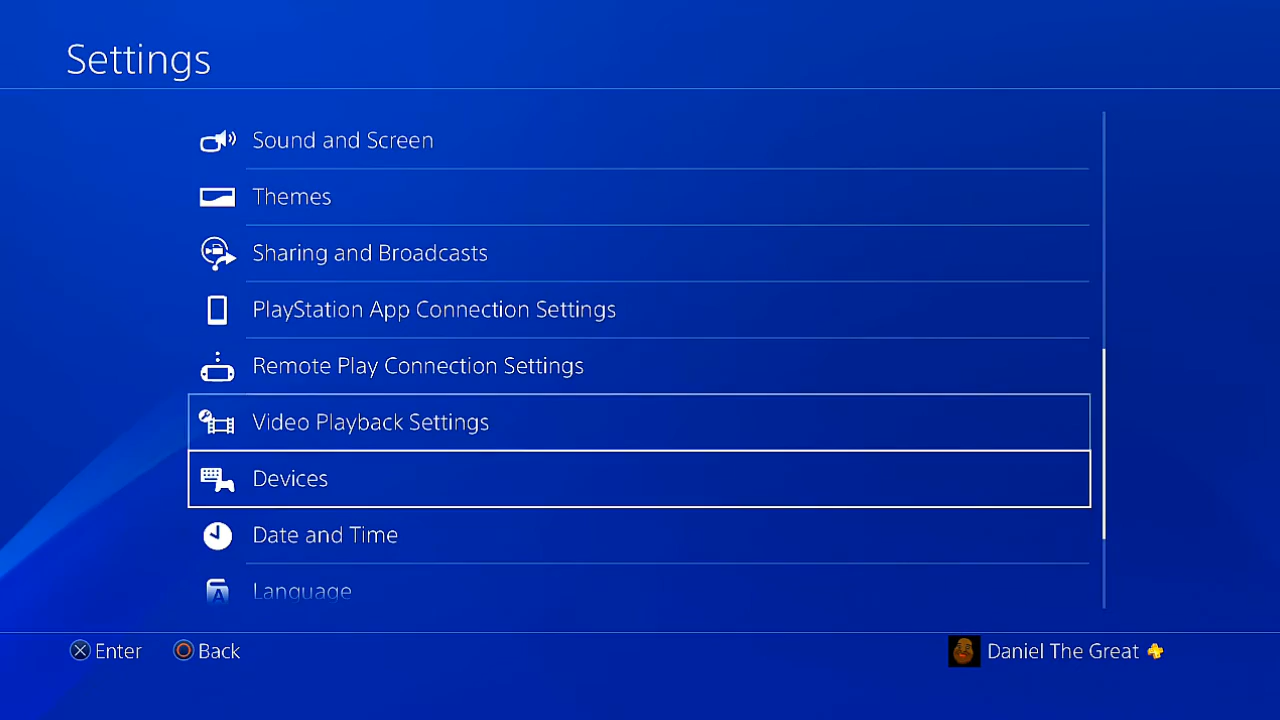 Settings
Sound and Screen
Themes
Sharing and Broadcasts
PlayStation App Connection Settings
Remote Play Connection Settings
Video Playback Settings
Devices
Date and Time
Language
Enter Back Daniel The Great